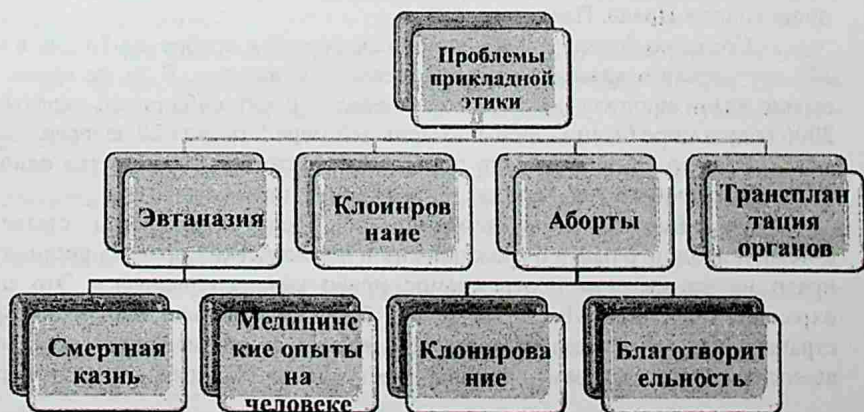 Проблемы
прикладной
этики
Эвтаназия
Клоинров
наие
Аборты
Трансплан
тация
органов
Смертная
казнь
Медицинс
кие опыты
на
человеке
Клонирова
ние
Благотворит
ельность